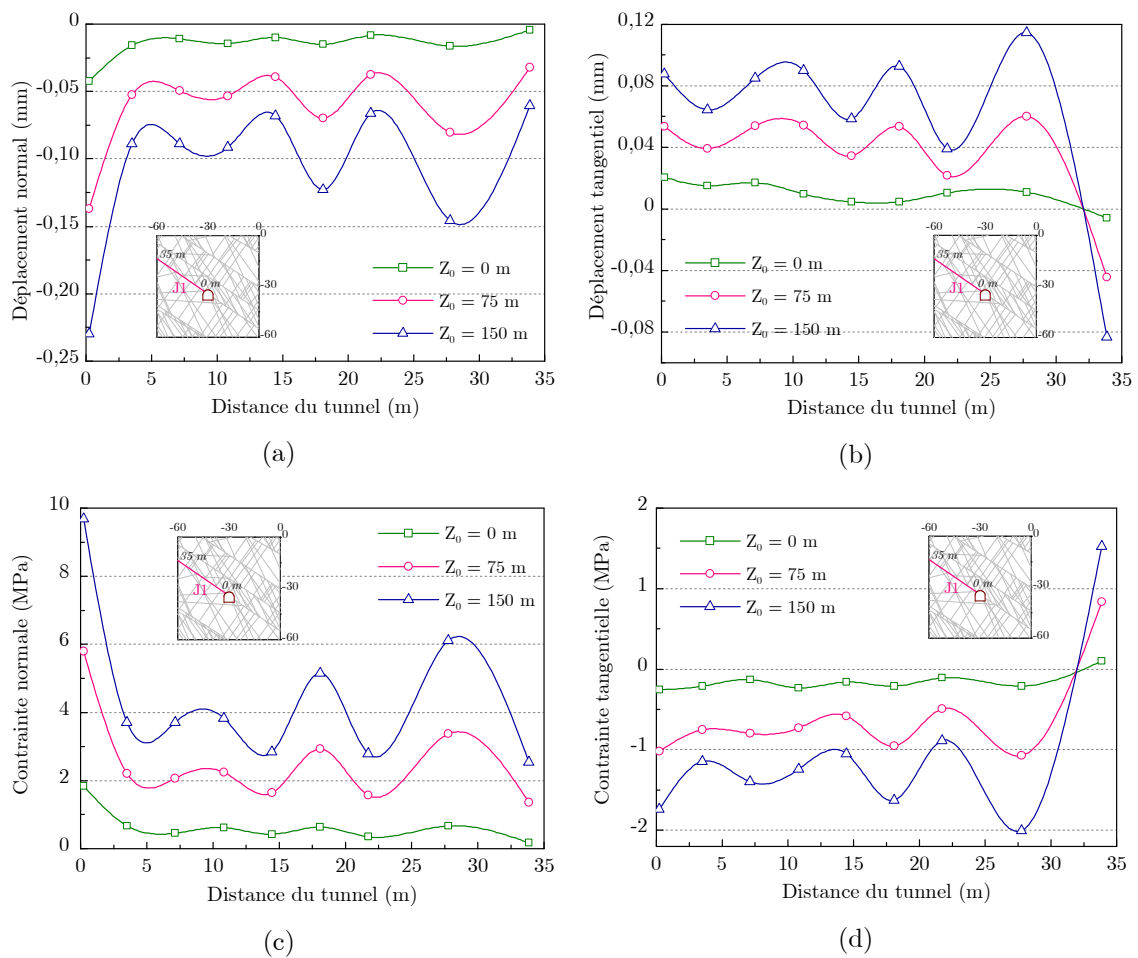 0
-0,05
-0,10
-0,15
-0,20
-0,25
Déplacement normal (mm)
-60 -30 0
0
-30
-60
35 m
0 m
J1
Z₀ = 0 m
Z₀ = 75 m
Z₀ = 150 m
0 5 10 15 20 25 30 35
Distance du tunnel (m)
(a)
0,12
0,08
0,04
0
-0,04
-0,08
Déplacement tangentiel (mm)
-60 -30 0
0
-30
-60
35 m
0 m
J1
Z₀ = 0 m
Z₀ = 75 m
Z₀ = 150 m
0 5 10 15 20 25 30 35
Distance du tunnel (m)
(b)
10
8
6
4
2
0
Contrainte normale (MPa)
-60 -30 0
0
-30
-60
35 m
0 m
J1
Z₀ = 0 m
Z₀ = 75 m
Z₀ = 150 m
0 5 10 15 20 25 30 35
Distance du tunnel (m)
(c)
2
1
0
-1
-2
Contrainte tangentielle (MPa)
Z₀ = 0 m
Z₀ = 75 m
Z₀ = 150 m
-60 -30 0
0
-30
-60
35 m
0 m
J1
0 5 10 15 20 25 30 35
Distance du tunnel (m)
(d)